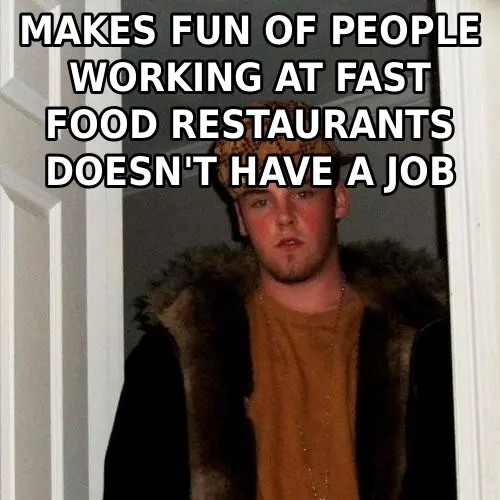 MAKES FUN OF PEOPLE
WORKING AT FAST
FOOD RESTAURANTS
DOESN'T HAVE A JOB